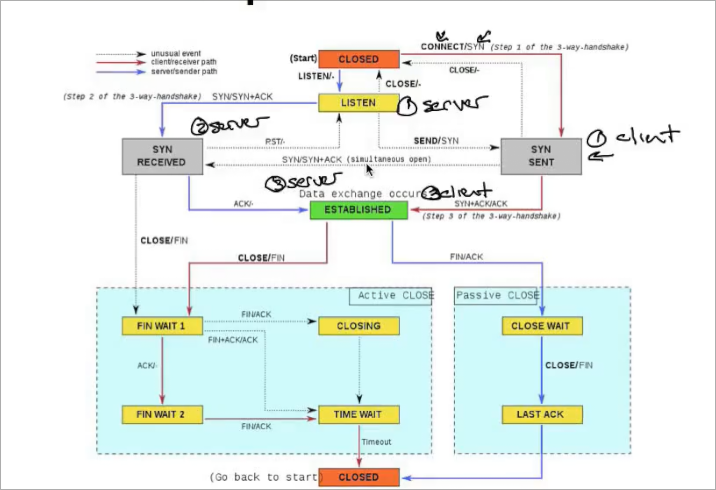 unusual event
client/receiver path
server/sender path
(Start)
CLOSED
CONNECT/SYN (Step 1 of the 3-way-handshake)
LISTEN/-
CLOSE/-
CLOSE/-
(Step 2 of the 3-way-handshake)
SYN/SYN+ACK
LISTEN
① server
② server
RST/-
SEND/SYN
① client
SYN
RECEIVED
SYN
SENT
SYN/SYN+ACK (simultaneous open)
③ server
client
Data exchange occurs
ACK/-
ESTABLISHED
SYN+ACK/ACK
(Step 3 of the 3-way-handshake)
CLOSE/FIN
CLOSE/FIN
FIN/ACK
Active CLOSE
Passive CLOSE
FIN WAIT 1
FIN/ACK
CLOSING
CLOSE WAIT
FIN+ACK/ACK
ACK/-
CLOSE/FIN
FIN WAIT 2
FIN/ACK
TIME WAIT
LAST ACK
Timeout
(Go back to start)
CLOSED